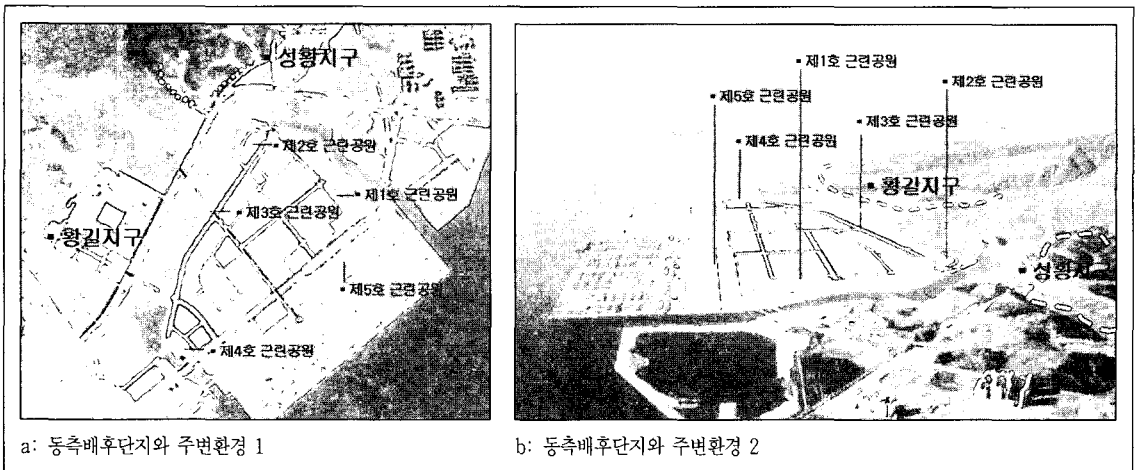 ▪ 성황지구
▪ 제2호 근린공원
▪ 제1호 근린공원
▪ 제3호 근린공원
▪ 황길지구
▪ 제5호 근린공원
▪ 제4호 근린공원
a: 동측배후단지와 주변환경 1
▪ 제1호 근린공원
▪ 제2호 근린공원
▪ 제5호 근린공원
▪ 제3호 근린공원
▪ 제4호 근린공원
▪ 황길지구
▪ 성황지
b: 동측배후단지와 주변환경 2